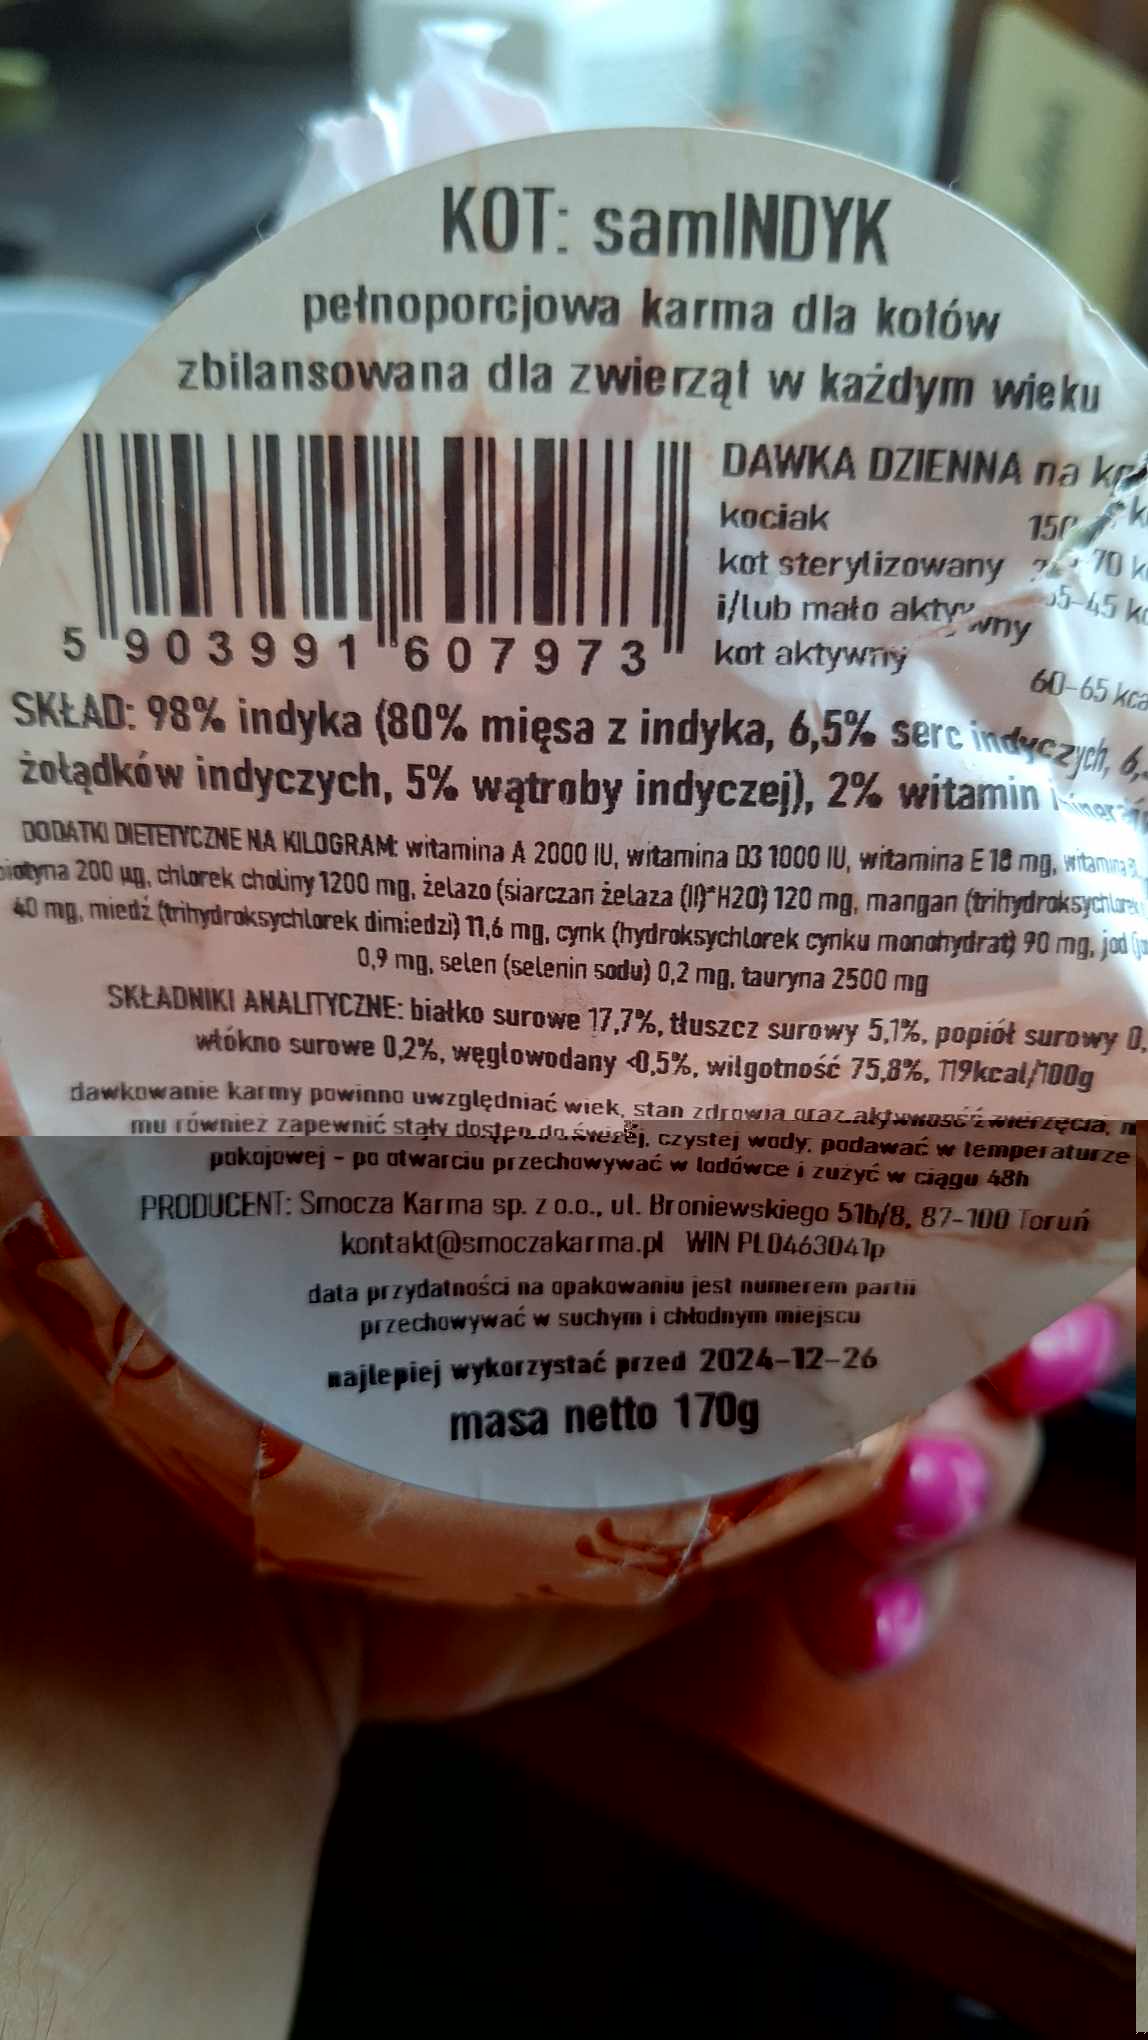 KOT: samINDYK
pełnoporcjowa karma dla kotów
zbilansowana dla zwierząt w każdym wieku
DAWKA DZIENNA na
kociak
kot sterylizowany 70
i/lub mało aktywny 45
kot aktywny
60-65
5 903991 607973
SKŁAD: 98% indyka (80% mięsa z indyka, 6,5% serc indyczych,
żołądków indyczych, 5% wątroby indyczej), 2% witamin i
DODATKI DIETETYCZNE NA KILOGRAM: witamina A 2000 IU, witamina D3 1000 IU, witamina E 18 mg, witamina
biotyna 200 µg, chlorek choliny 1200 mg, żelazo (siarczan żelaza (II)*H2O) 120 mg, mangan (trihydroksychlorek
40 mg, miedź (trihydroksychlorek dimiedzi) 11,6 mg, cynk (hydroksychlorek cynku monohydrat) 90 mg, jod
0,9 mg, selen (selenin sodu) 0,2 mg, tauryna 2500 mg
SKŁADNIKI ANALITYCZNE: białko surowe 17,7%, tłuszcz surowy 5,1%, popiół surowy
włókno surowe 0,2%, węglowodany <0,5%, wilgotność 75,8%, 119kcal/100g
dawkowanie karmy powinno uwzględniać wiek, stan zdrowia oraz aktywność zwierzęcia,
mu również zapewnić stały dostęp do świeżej, czystej wody; podawać w temperaturze
pokojowej - po otwarciu przechowywać w lodówce i zużyć w ciągu 48h
PRODUCENT: Smocza Karma sp. z o.o., ul. Broniewskiego 51b/8, 87-100 Toruń
kontakt@smoczakarma.pl WIN PL0463041p
data przydatności na opakowaniu jest numerem partii
przechowywać w suchym i chłodnym miejscu
najlepiej wykorzystać przed 2024-12-26
masa netto 170g